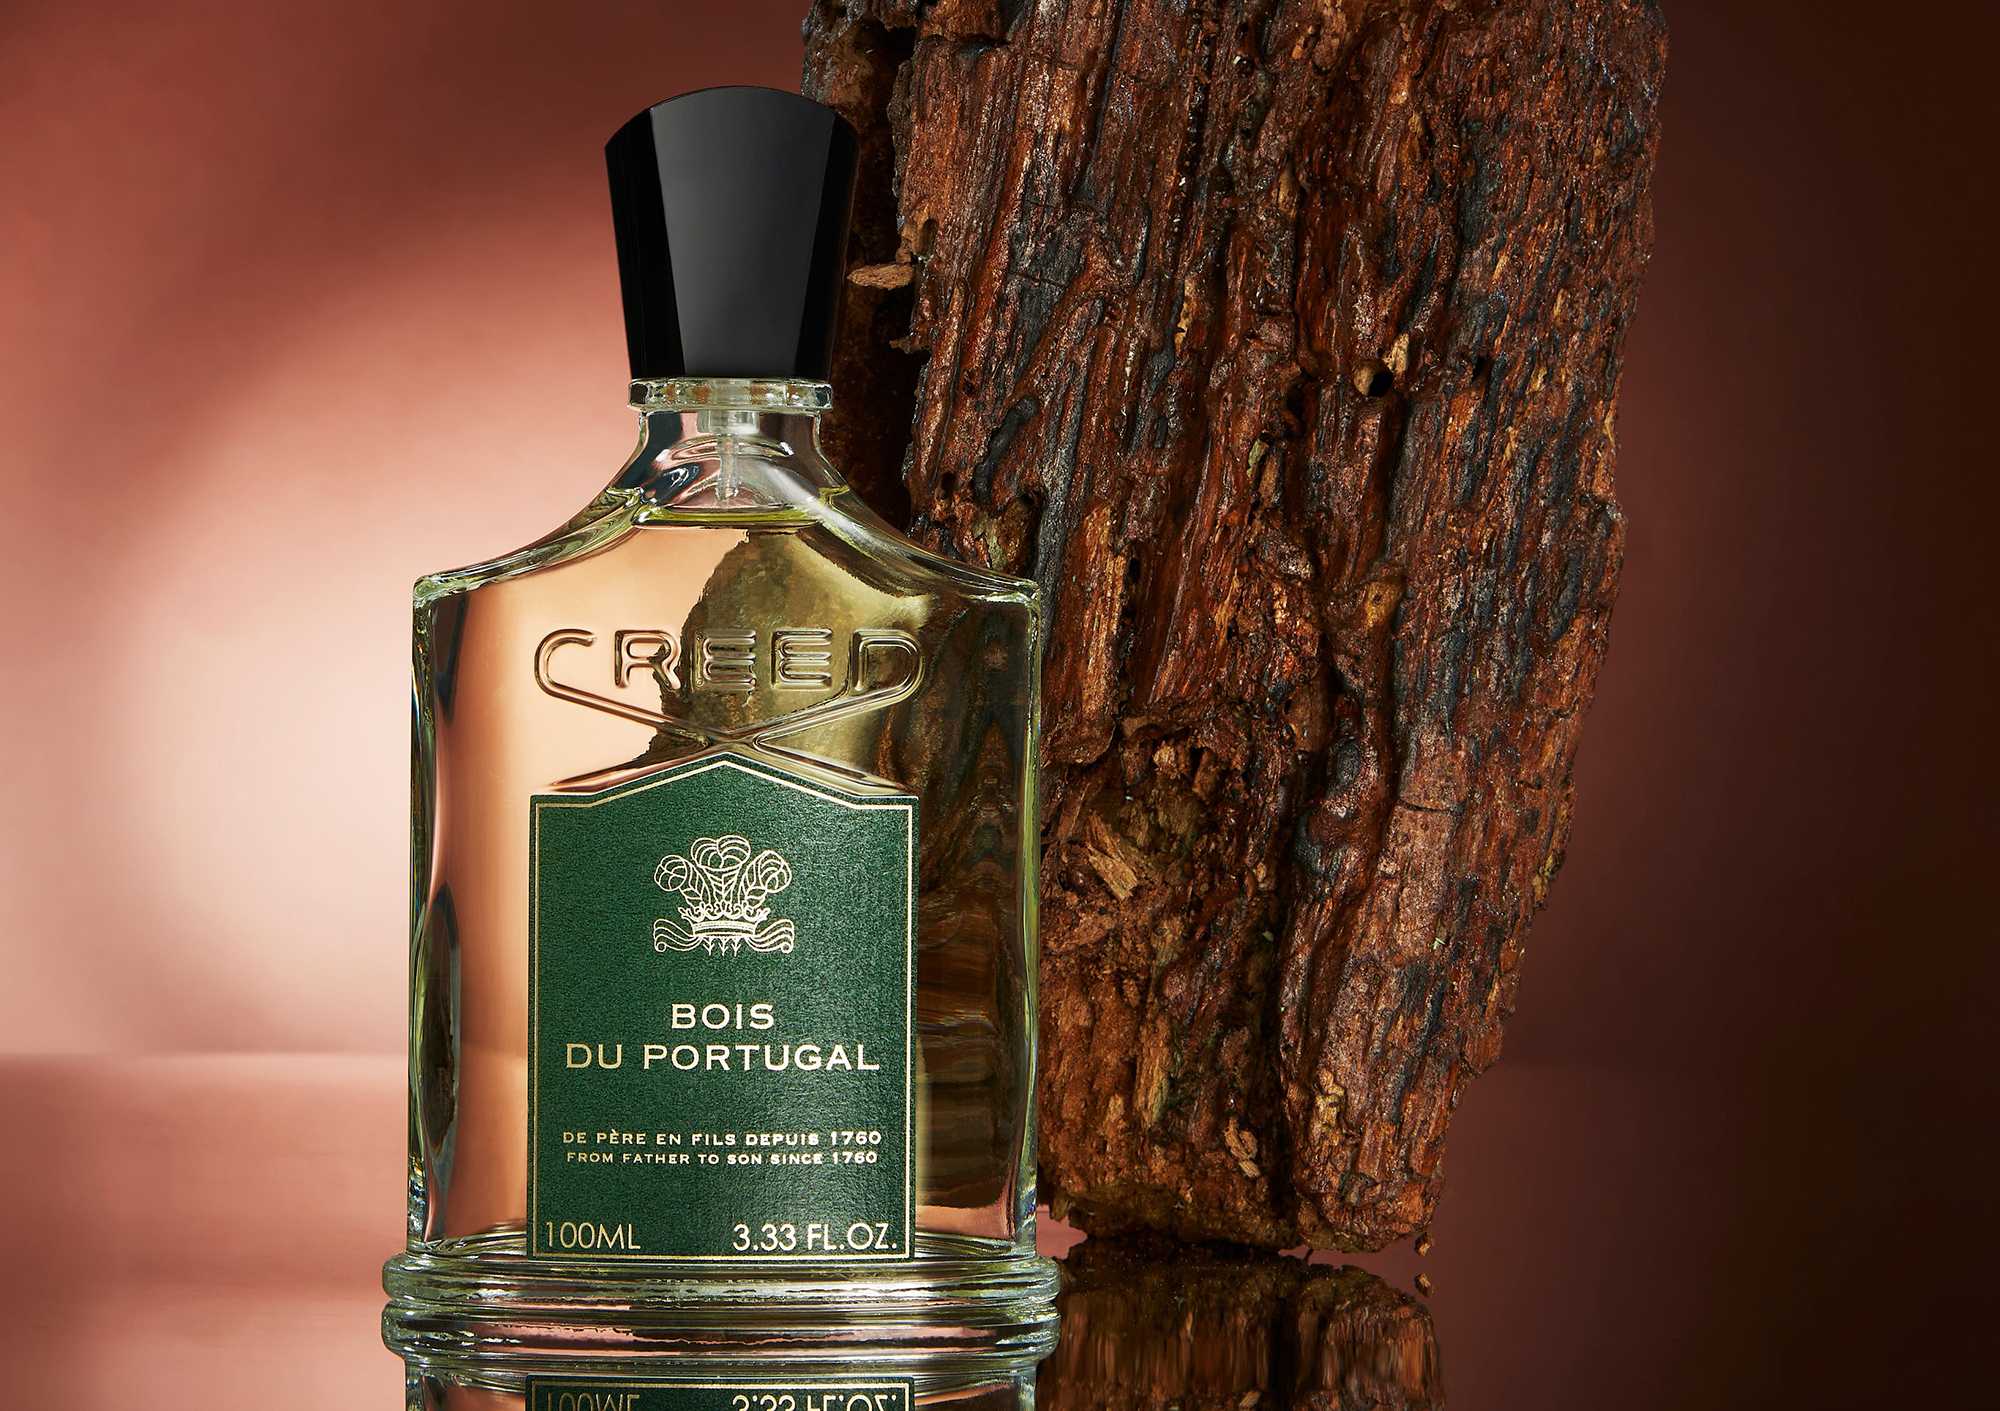 CREED
BOIS
DU PORTUGAL
DE PÈRE EN FILS DEPUIS 1760
FROM FATHER TO SON SINCE 1760
100ML 3.33 FL.OZ.